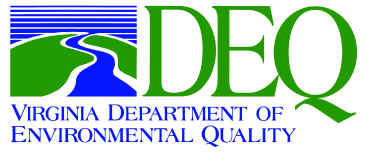 DEQ
VIRGINIA DEPARTMENT OF
ENVIRONMENTAL QUALITY